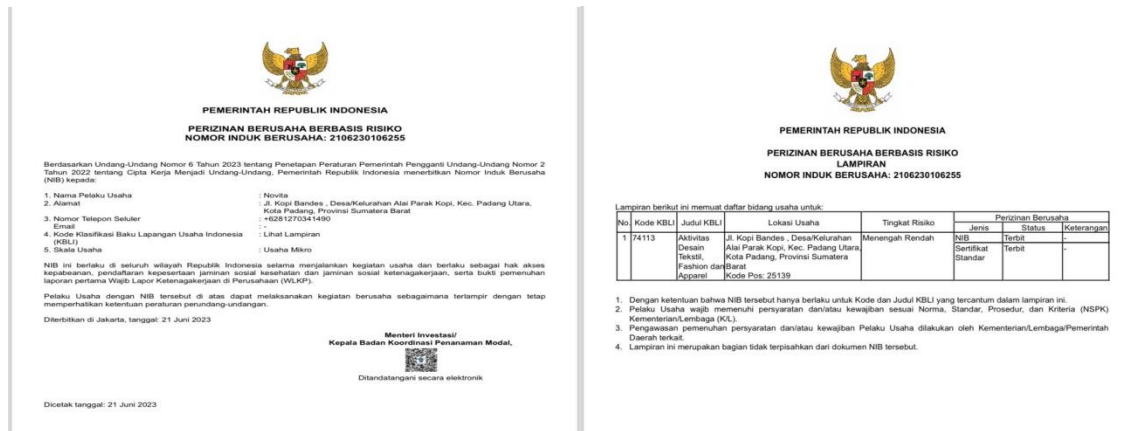 PEMERINTAH REPUBLIK INDONESIA
PERIZINAN BERUSAHA BERBASIS RISIKO
NOMOR INDUK BERUSAHA: 2106230106255
Berdasarkan Undang-Undang Nomor 6 Tahun 2023 tentang Penetapan Peraturan Pemerintah Pengganti Undang-Undang Nomor 2
Tahun 2022 tentang Cipta Kerja Menjadi Undang-Undang, Pemerintah Republik Indonesia menerbitkan Nomor Induk Berusaha
(NIB) kepada:
1. Nama Pelaku Usaha : Novita
2. Alamat : Jl. Kopi Bandes , Desa/Kelurahan Alai Parak Kopi, Kec. Padang Utara,
Kota Padang, Provinsi Sumatera Barat
3. Nomor Telepon Seluler : +6281270341490
Email : -
4. Kode Klasifikasi Baku Lapangan Usaha Indonesia : Lihat Lampiran
(KBLI)
5. Skala Usaha : Usaha Mikro
NIB ini berlaku di seluruh wilayah Republik Indonesia selama menjalankan kegiatan usaha dan berlaku sebagai hak akses
kepabeanan, pendaftaran kepesertaan jaminan sosial kesehatan dan jaminan sosial ketenagakerjaan, serta bukti pemenuhan
laporan pertama Wajib Lapor Ketenagakerjaan di Perusahaan (WLKP).
Pelaku Usaha dengan NIB tersebut di atas dapat melaksanakan kegiatan berusaha sebagaimana terlampir dengan tetap
memperhatikan ketentuan peraturan perundang-undangan.
Diterbitkan di Jakarta, tanggal: 21 Juni 2023
Menteri Investasi/
Kepala Badan Koordinasi Penanaman Modal,
Ditandatangani secara elektronik
Dicetak tanggal: 21 Juni 2023
PEMERINTAH REPUBLIK INDONESIA
PERIZINAN BERUSAHA BERBASIS RISIKO
LAMPIRAN
NOMOR INDUK BERUSAHA: 2106230106255
Lampiran berikut ini memuat daftar bidang usaha untuk:
No. Kode KBLI Judul KBLI Lokasi Usaha Tingkat Risiko Perizinan Berusaha
Jenis Status Keterangan
1 74113 Aktivitas Jl. Kopi Bandes , Desa/Kelurahan Menengah Rendah NIB Terbit -
Desain Alai Parak Kopi, Kec. Padang Utara, Sertifikat Terbit -
Tekstil, Kota Padang, Provinsi Sumatera Standar
Fashion dan Barat
Apparel Kode Pos: 25139
1. Dengan ketentuan bahwa NIB tersebut hanya berlaku untuk Kode dan Judul KBLI yang tercantum dalam lampiran ini.
2. Pelaku Usaha wajib memenuhi persyaratan dan/atau kewajiban sesuai Norma, Standar, Prosedur, dan Kriteria (NSPK)
Kementerian/Lembaga (K/L).
3. Pengawasan pemenuhan persyaratan dan/atau kewajiban Pelaku Usaha dilakukan oleh Kementerian/Lembaga/Pemerintah
Daerah terkait.
4. Lampiran ini merupakan bagian tidak terpisahkan dari dokumen NIB tersebut.